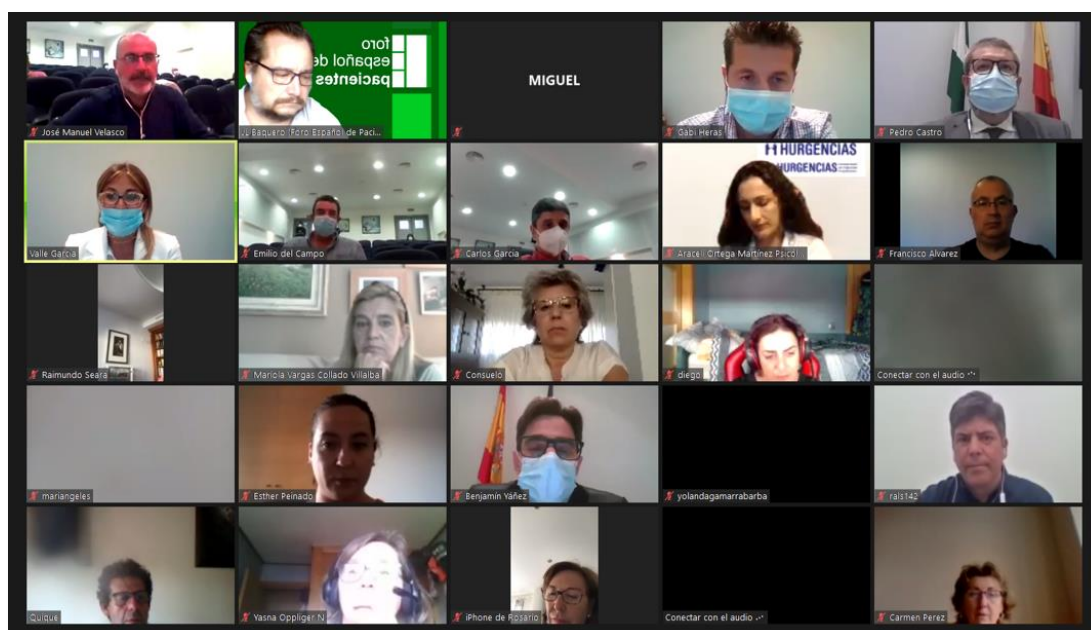 José Manuel Velasco
foro
español de
pacientes
J.L Baquero (Foro Español de Paci...
MIGUEL
Gabi Heras
Pedro Castro
Valle García
Emilio del Campo
Carlos García
HURGENCIAS
HURGENCIAS
Araceli Ortega Martínez Psicól...
Francisco Alvarez
Raimundo Seara
Mariola Vargas Collado Villalba
Consuelo
diego
Conectar con el audio
mariangeles
Esther Peinado
Benjamín Yáñez
yolandagamarrabarba
rals142
Quique
Yasna Oppliger N
iPhone de Rosario
Conectar con el audio
Carmen Perez